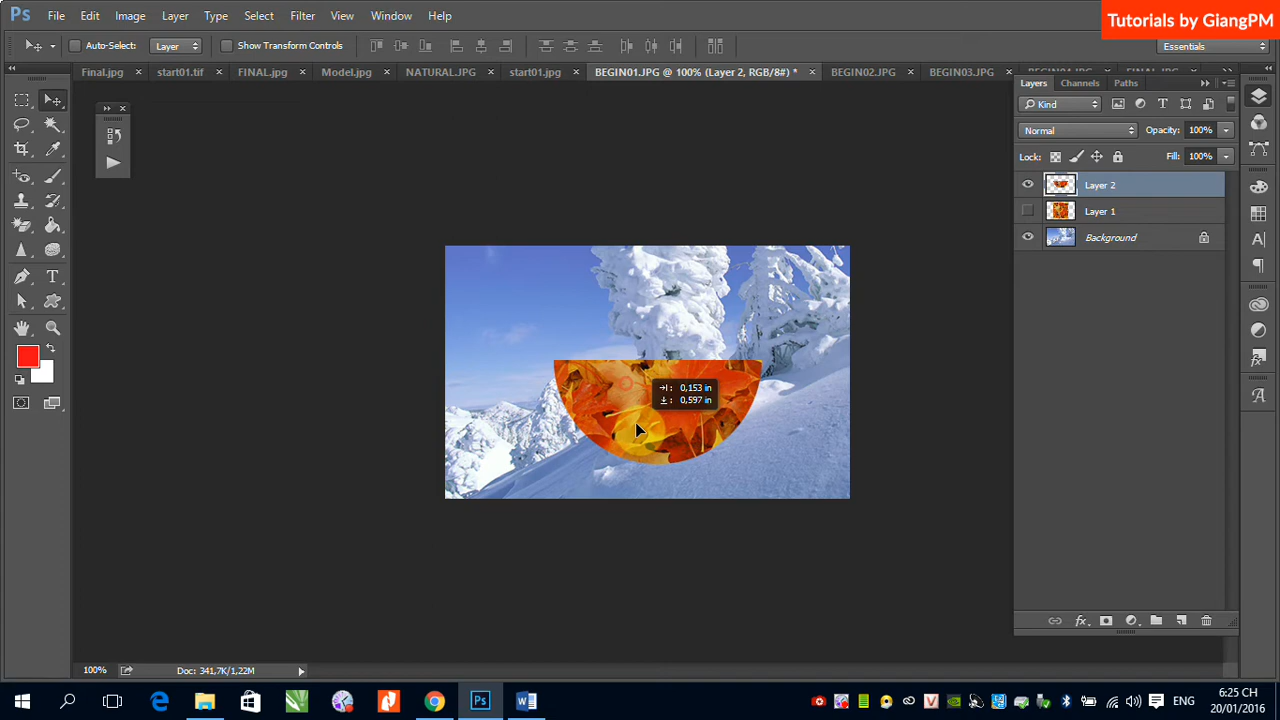 Ps File Edit Image Layer Type Select Filter View Window Help
Tutorials by GiangPM
Auto-Select: Layer Show Transform Controls
Essentials
Final.jpg × start01.tif × FINAL.jpg × Model.jpg × NATURAL.JPG × start01.jpg × BEGIN01.JPG @ 100% (Layer 2, RGB/8#) * × BEGIN02.JPG × BEGIN03.JPG ×
Layers Channels Paths
Kind
Normal Opacity: 100%
Lock: Fill: 100%
Layer 2
Layer 1
Background
→|: 0,153 in
↓: 0,597 in
100% Doc: 341,7K/1,22M
ENG
6:25 CH
20/01/2016